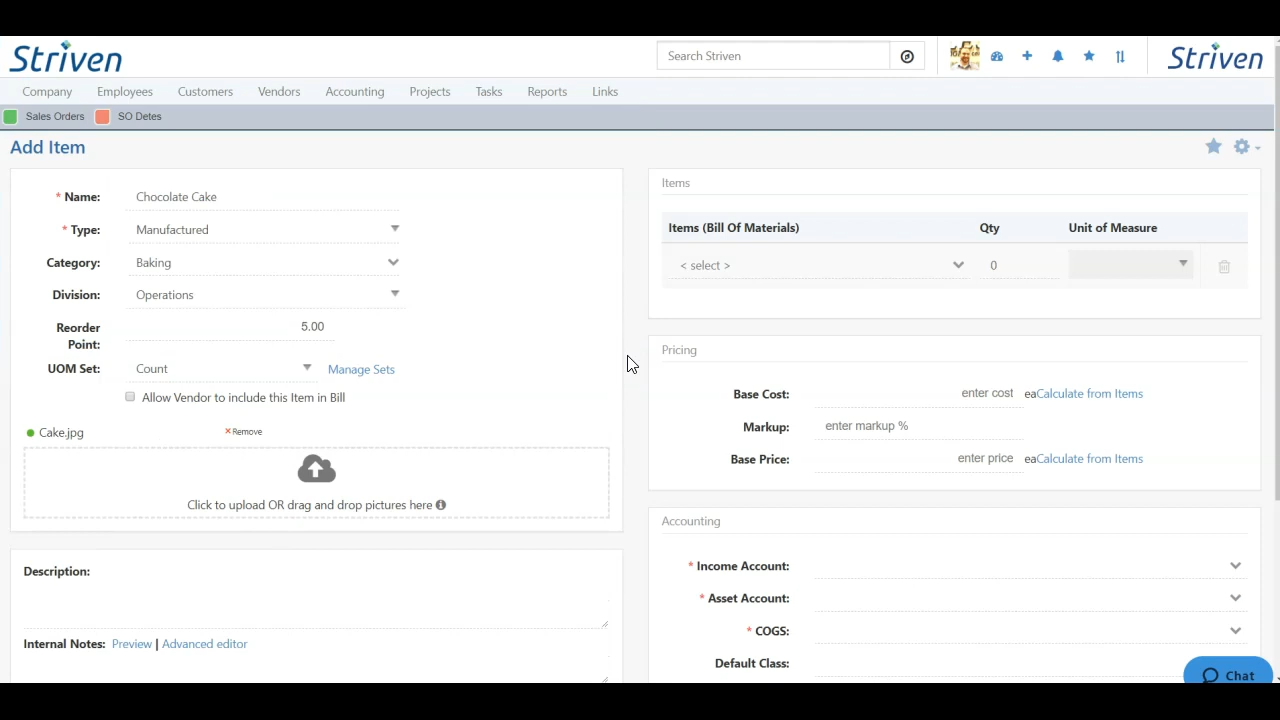 Striven
Search Striven
Striven
Company Employees Customers Vendors Accounting Projects Tasks Reports Links
Sales Orders SO Detes
Add Item
* Name: Chocolate Cake
* Type: Manufactured
Category: Baking
Division: Operations
Reorder Point: 5.00
UOM Set: Count Manage Sets
Allow Vendor to include this Item in Bill
Cake.jpg × Remove
Click to upload OR drag and drop pictures here
Description:
Internal Notes: Preview | Advanced editor
Items
Items (Bill Of Materials) Qty Unit of Measure
< select > 0
Pricing
Base Cost: enter cost eaCalculate from Items
Markup: enter markup %
Base Price: enter price eaCalculate from Items
Accounting
* Income Account:
* Asset Account:
* COGS:
Default Class:
Chat